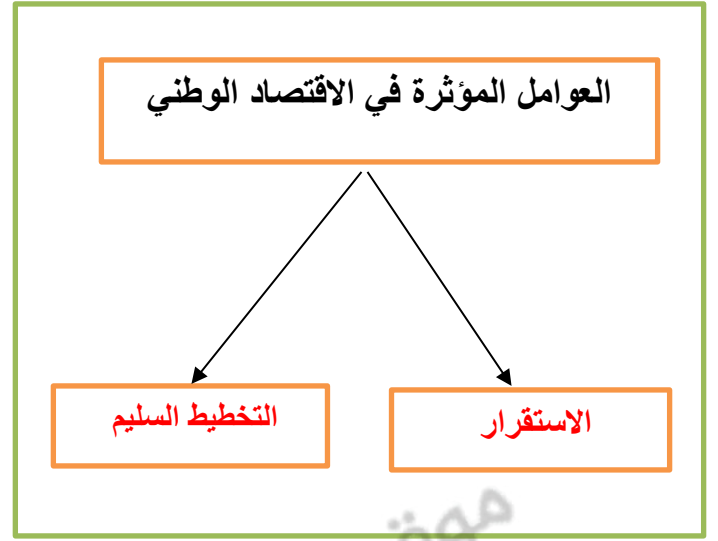 العوامل المؤثرة في الاقتصاد الوطني
الاستقرار
التخطيط السليم